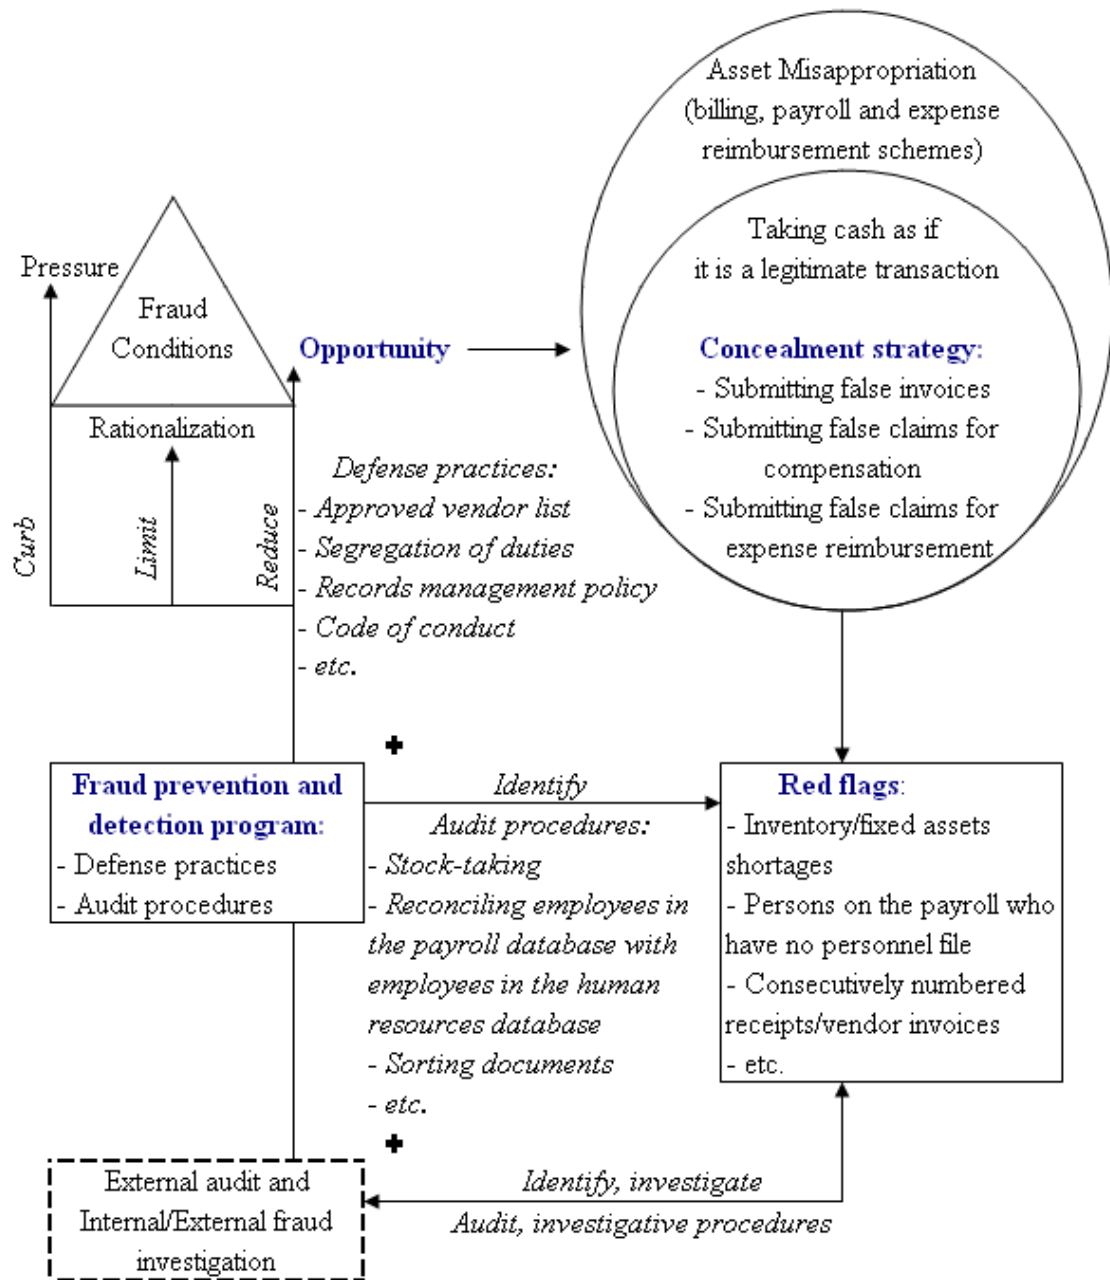 Asset Misappropriation
(billing, payroll and expense
reimbursement schemes)
Taking cash as if
it is a legitimate transaction
Concealment strategy:
- Submitting false invoices
- Submitting false claims for
compensation
- Submitting false claims for
expense reimbursement
Pressure
Fraud
Conditions
Opportunity
Rationalization
Curb
Limit
Reduce
Defense practices:
- Approved vendor list
- Segregation of duties
- Records management policy
- Code of conduct
- etc.
Fraud prevention and
detection program:
- Defense practices
- Audit procedures
Identify
Audit procedures:
- Stock-taking
- Reconciling employees in
the payroll database with
employees in the human
resources database
- Sorting documents
- etc.
Red flags:
- Inventory/fixed assets
shortages
- Persons on the payroll who
have no personnel file
- Consecutively numbered
receipts/vendor invoices
- etc.
External audit and
Internal/External fraud
investigation
Identify, investigate
Audit, investigative procedures